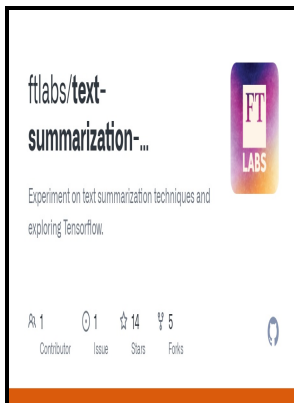 ftlabs/text-
summarization-...
FT
LABS
Experiment on text summarization techniques and
exploring Tensorflow.
1 1 14 5
Contributor Issue Stars Forks